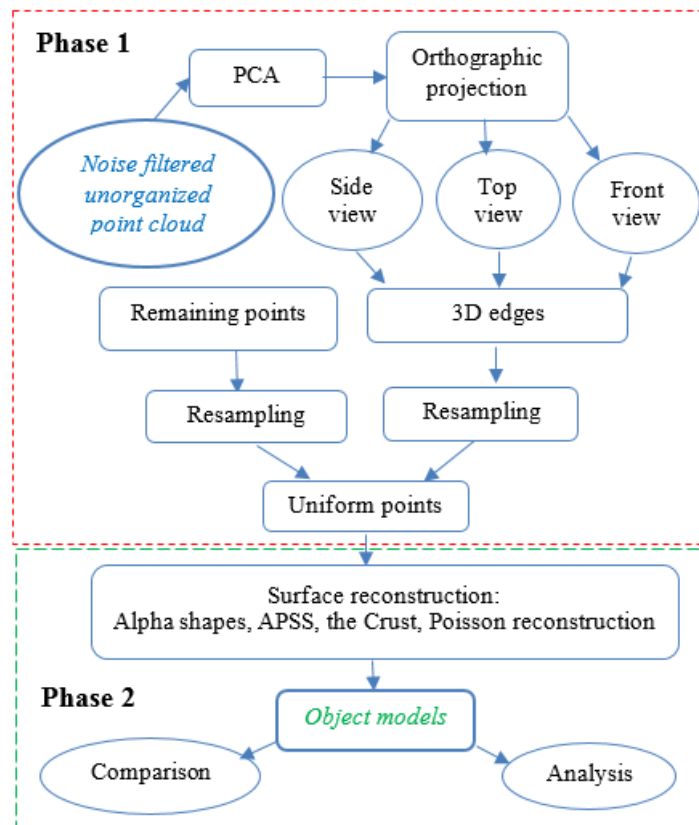 Phase 1
PCA
Orthographic
projection
Noise filtered
unorganized
point cloud
Side
view
Top
view
Front
view
Remaining points
3D edges
Resampling
Resampling
Uniform points
Surface reconstruction:
Alpha shapes, APSS, the Crust, Poisson reconstruction
Phase 2
Object models
Comparison
Analysis